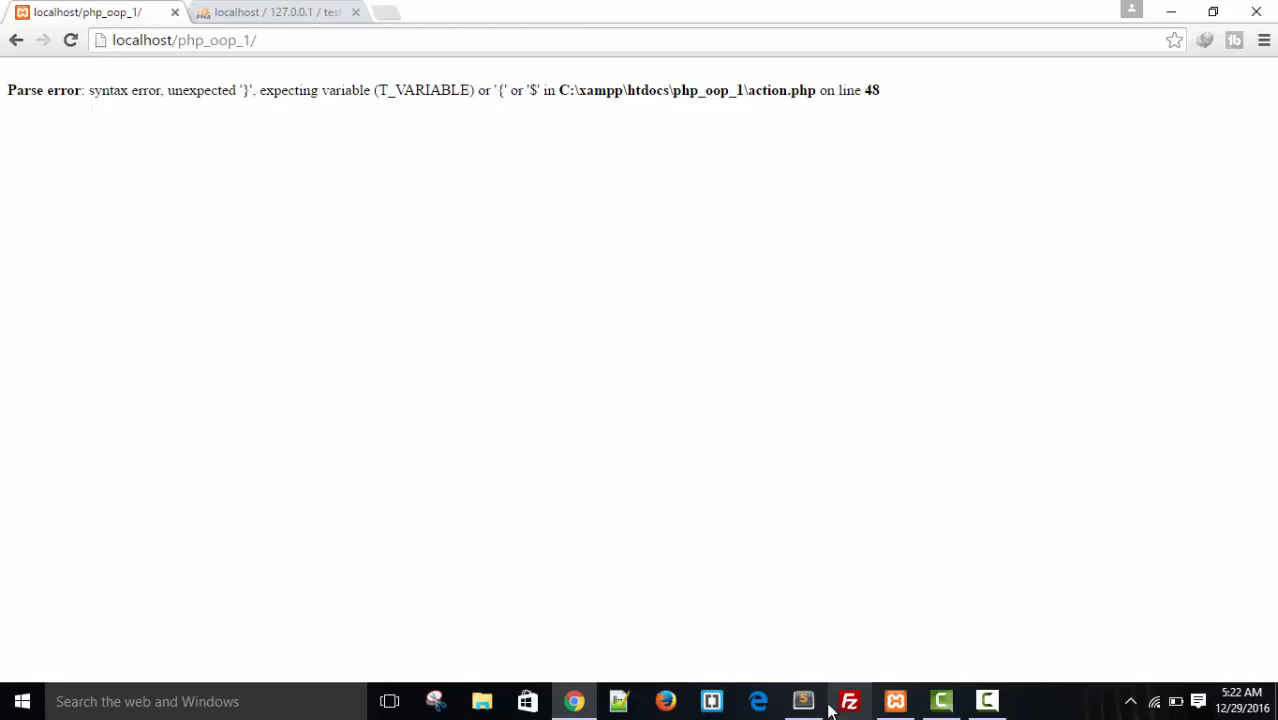 localhost/php_oop_1/
localhost / 127.0.0.1 / test
localhost/php_oop_1/
Parse error: syntax error, unexpected '}', expecting variable (T_VARIABLE) or '{' or '$' in C:\xampp\htdocs\php_oop_1\action.php on line 48
Search the web and Windows
5:22 AM
12/29/2016